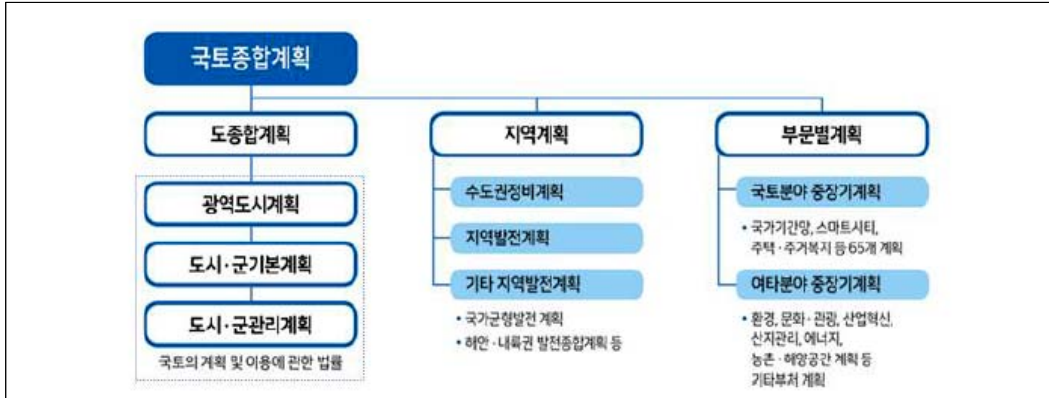 국토종합계획
도종합계획
광역도시계획
도시·군기본계획
도시·군관리계획
국토의 계획 및 이용에 관한 법률
지역계획
수도권정비계획
지역발전계획
기타 지역발전계획
• 국가균형발전 계획
• 해안·내륙권 발전종합계획 등
부문별계획
국토분야 중장기계획
• 국가기간망, 스마트시티,
주택·주거복지 등 65개 계획
여타분야 중장기계획
• 환경, 문화·관광, 산업혁신,
산지관리, 에너지,
농촌·해양공간 계획 등
기타부처 계획